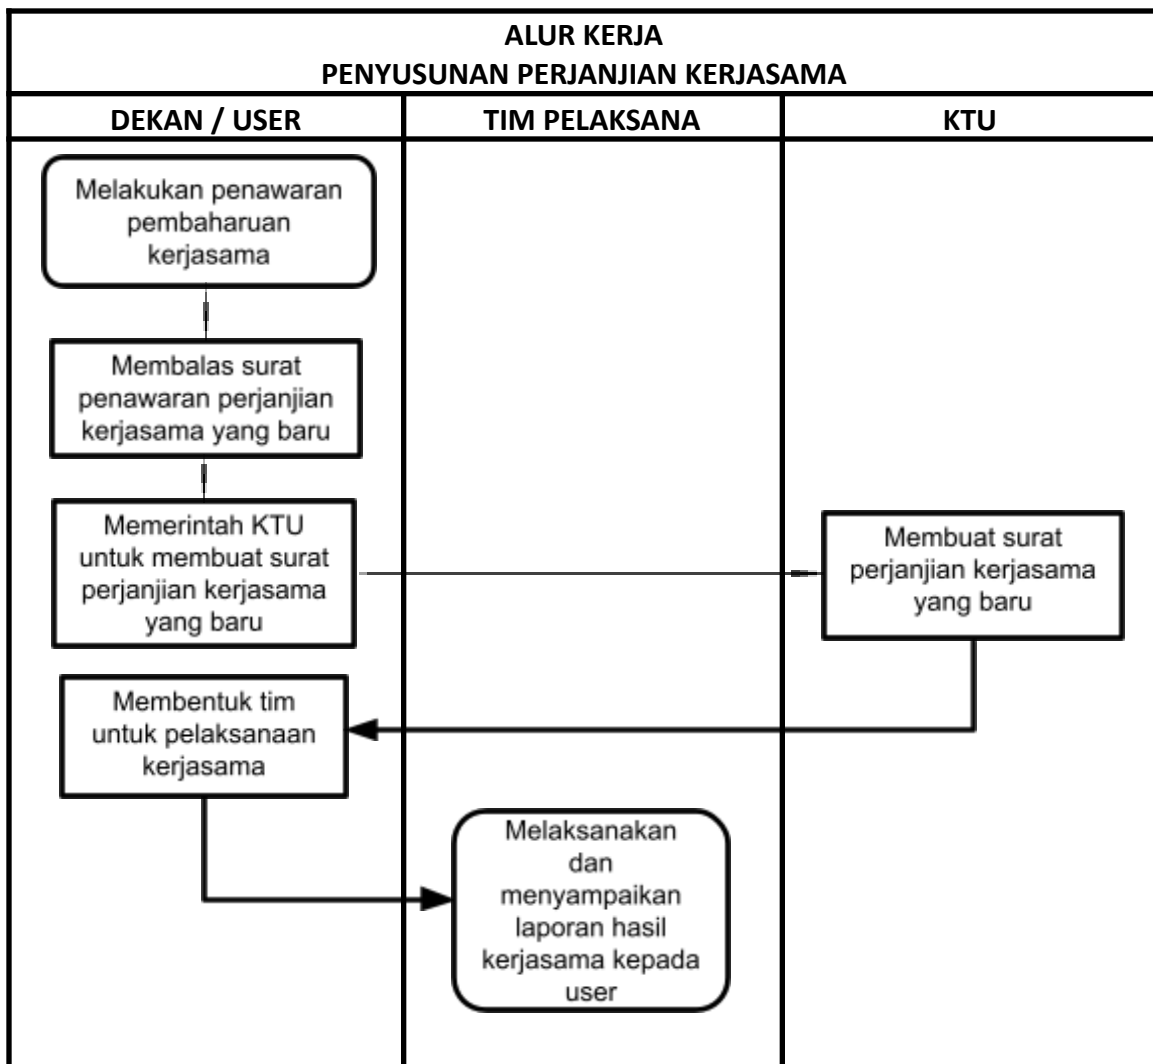 ALUR KERJA
PENYUSUNAN PERJANJIAN KERJASAMA
DEKAN / USER
TIM PELAKSANA
KTU
Melakukan penawaran
pembaharuan
kerjasama
Membalas surat
penawaran perjanjian
kerjasama yang baru
Memerintah KTU
untuk membuat surat
perjanjian kerjasama
yang baru
Membuat surat
perjanjian kerjasama
yang baru
Membentuk tim
untuk pelaksanaan
kerjasama
Melaksanakan
dan
menyampaikan
laporan hasil
kerjasama kepada
user